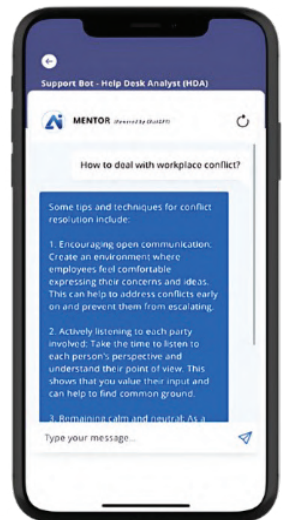 Support Bot - Help Desk Analyst (HDA)
MENTOR (Powered by ChatGPT)
How to deal with workplace conflict?
Some tips and techniques for conflict
resolution include:
1. Encouraging open communication:
Create an environment where
employees feel comfortable
expressing their concerns and ideas.
This can help to address conflicts early
on and prevent them from escalating.
2. Actively listening to each party
involved: Take the time to listen to
each person's perspective and
understand their point of view. This
shows that you value their input and
can help to find common ground.
3. Remaining calm and neutral: As a
Type your message...